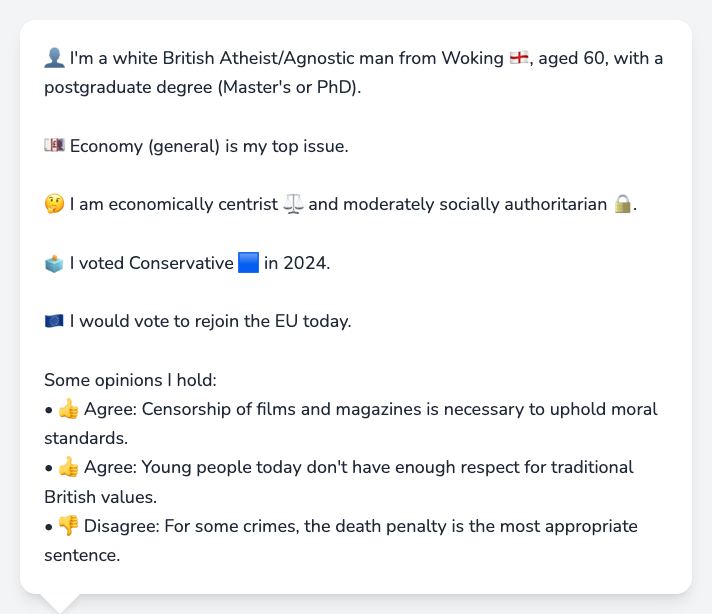 👤 I'm a white British Atheist/Agnostic man from Woking 🏴󠁧󠁢󠁥󠁮󠁧󠁿, aged 60, with a
postgraduate degree (Master's or PhD).
💷 Economy (general) is my top issue.
🤔 I am economically centrist ⚖️ and moderately socially authoritarian 🔒.
🗳️ I voted Conservative 🟦 in 2024.
🇪🇺 I would vote to rejoin the EU today.
Some opinions I hold:
• 👍 Agree: Censorship of films and magazines is necessary to uphold moral
standards.
• 👍 Agree: Young people today don't have enough respect for traditional
British values.
• 👎 Disagree: For some crimes, the death penalty is the most appropriate
sentence.